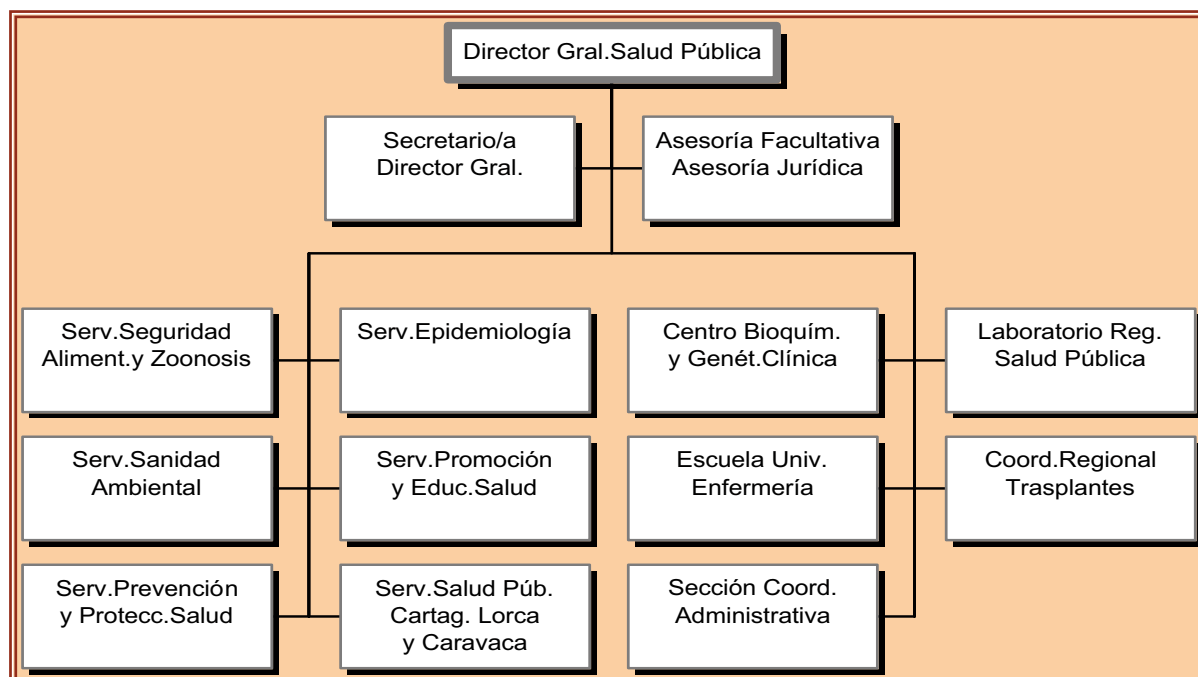 Director Gral.Salud Pública
Secretario/a
Director Gral.
Asesoría Facultativa
Asesoría Jurídica
Serv.Seguridad
Aliment.y Zoonosis
Serv.Epidemiología
Centro Bioquím.
y Genét.Clínica
Laboratorio Reg.
Salud Pública
Serv.Sanidad
Ambiental
Serv.Promoción
y Educ.Salud
Escuela Univ.
Enfermería
Coord.Regional
Trasplantes
Serv.Prevención
y Protecc.Salud
Serv.Salud Púb.
Cartag. Lorca
y Caravaca
Sección Coord.
Administrativa